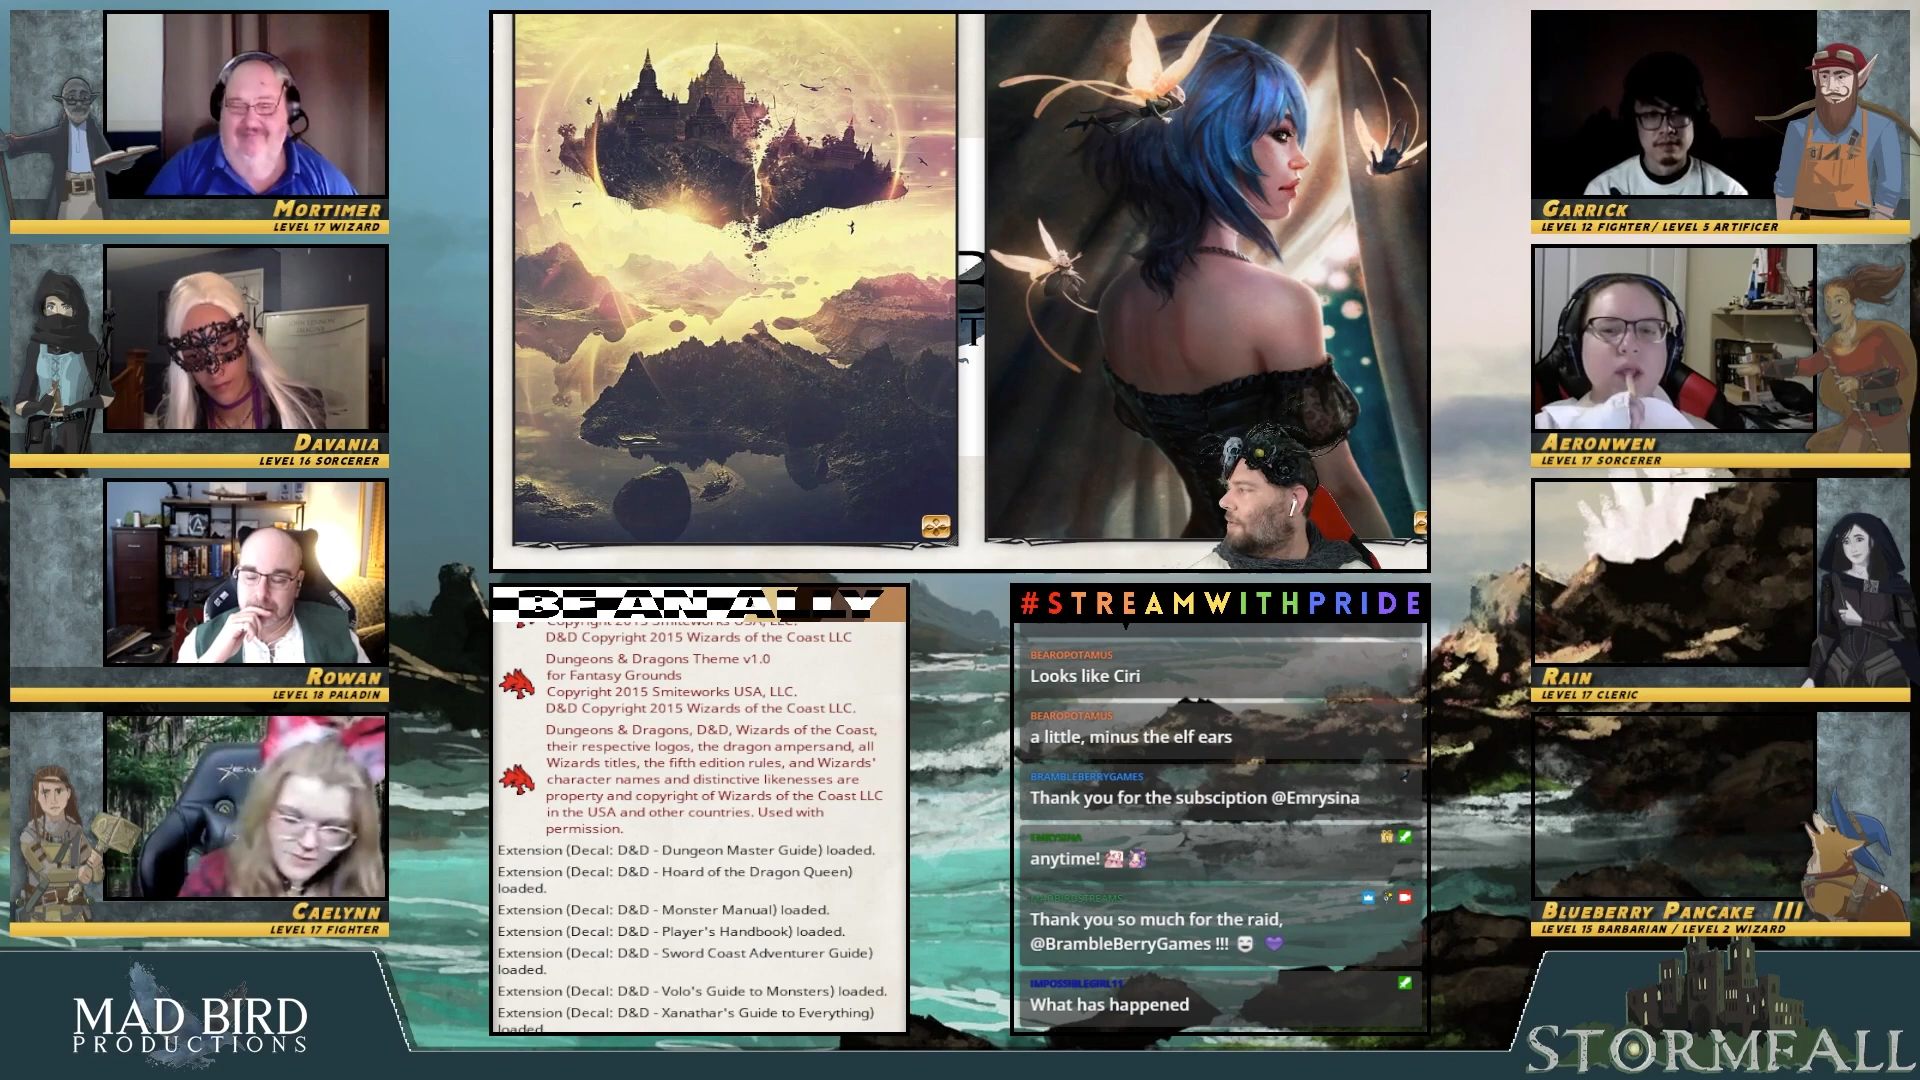 MORTIMER
LEVEL 17 WIZARD
DAVANIA
LEVEL 16 SORCERER
ROWAN
LEVEL 18 PALADIN
CAELYNN
LEVEL 17 FIGHTER
MAD BIRD
PRODUCTIONS
BE AN ALLY
Copyright 2015 Smiteworks USA, LLC.
D&D Copyright 2015 Wizards of the Coast LLC
Dungeons & Dragons Theme v1.0
for Fantasy Grounds
Copyright 2015 Smiteworks USA, LLC.
D&D Copyright 2015 Wizards of the Coast LLC.
Dungeons & Dragons, D&D, Wizards of the Coast,
their respective logos, the dragon ampersand, all
Wizards titles, the fifth edition rules, and Wizards'
character names and distinctive likenesses are
property and copyright of Wizards of the Coast LLC
in the USA and other countries. Used with
permission.
Extension (Decal: D&D - Dungeon Master Guide) loaded.
Extension (Decal: D&D - Hoard of the Dragon Queen)
loaded.
Extension (Decal: D&D - Monster Manual) loaded.
Extension (Decal: D&D - Player's Handbook) loaded.
Extension (Decal: D&D - Sword Coast Adventurer Guide)
loaded.
Extension (Decal: D&D - Volo's Guide to Monsters) loaded.
Extension (Decal: D&D - Xanathar's Guide to Everything)
loaded
#STREAMWITHPRIDE
BEAROPOTAMUS
Looks like Ciri
BEAROPOTAMUS
a little, minus the elf ears
BRAMBLEBERRYGAMES
Thank you for the subsciption @Emrysina
EMRYSINA
anytime!
MADBIRDSTREAMS
Thank you so much for the raid,
@BrambleBerryGames !!!
IMPOSSIBLEGIRL11
What has happened
GARRICK
LEVEL 12 FIGHTER/ LEVEL 5 ARTIFICER
AERONWEN
LEVEL 17 SORCERER
RAIN
LEVEL 17 CLERIC
BLUEBERRY PANCAKE III
LEVEL 15 BARBARIAN / LEVEL 2 WIZARD
STORMFALL